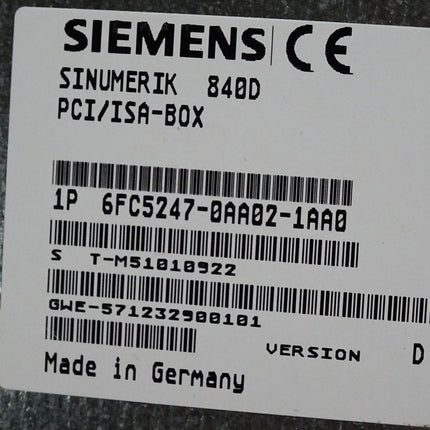 SIEMENS CE
SINUMERIK 840D
PCI/ISA-BOX
1P 6FC5247-0AA02-1AA0
S T-M51010922
GWE-571232900101
VERSION D
Made in Germany